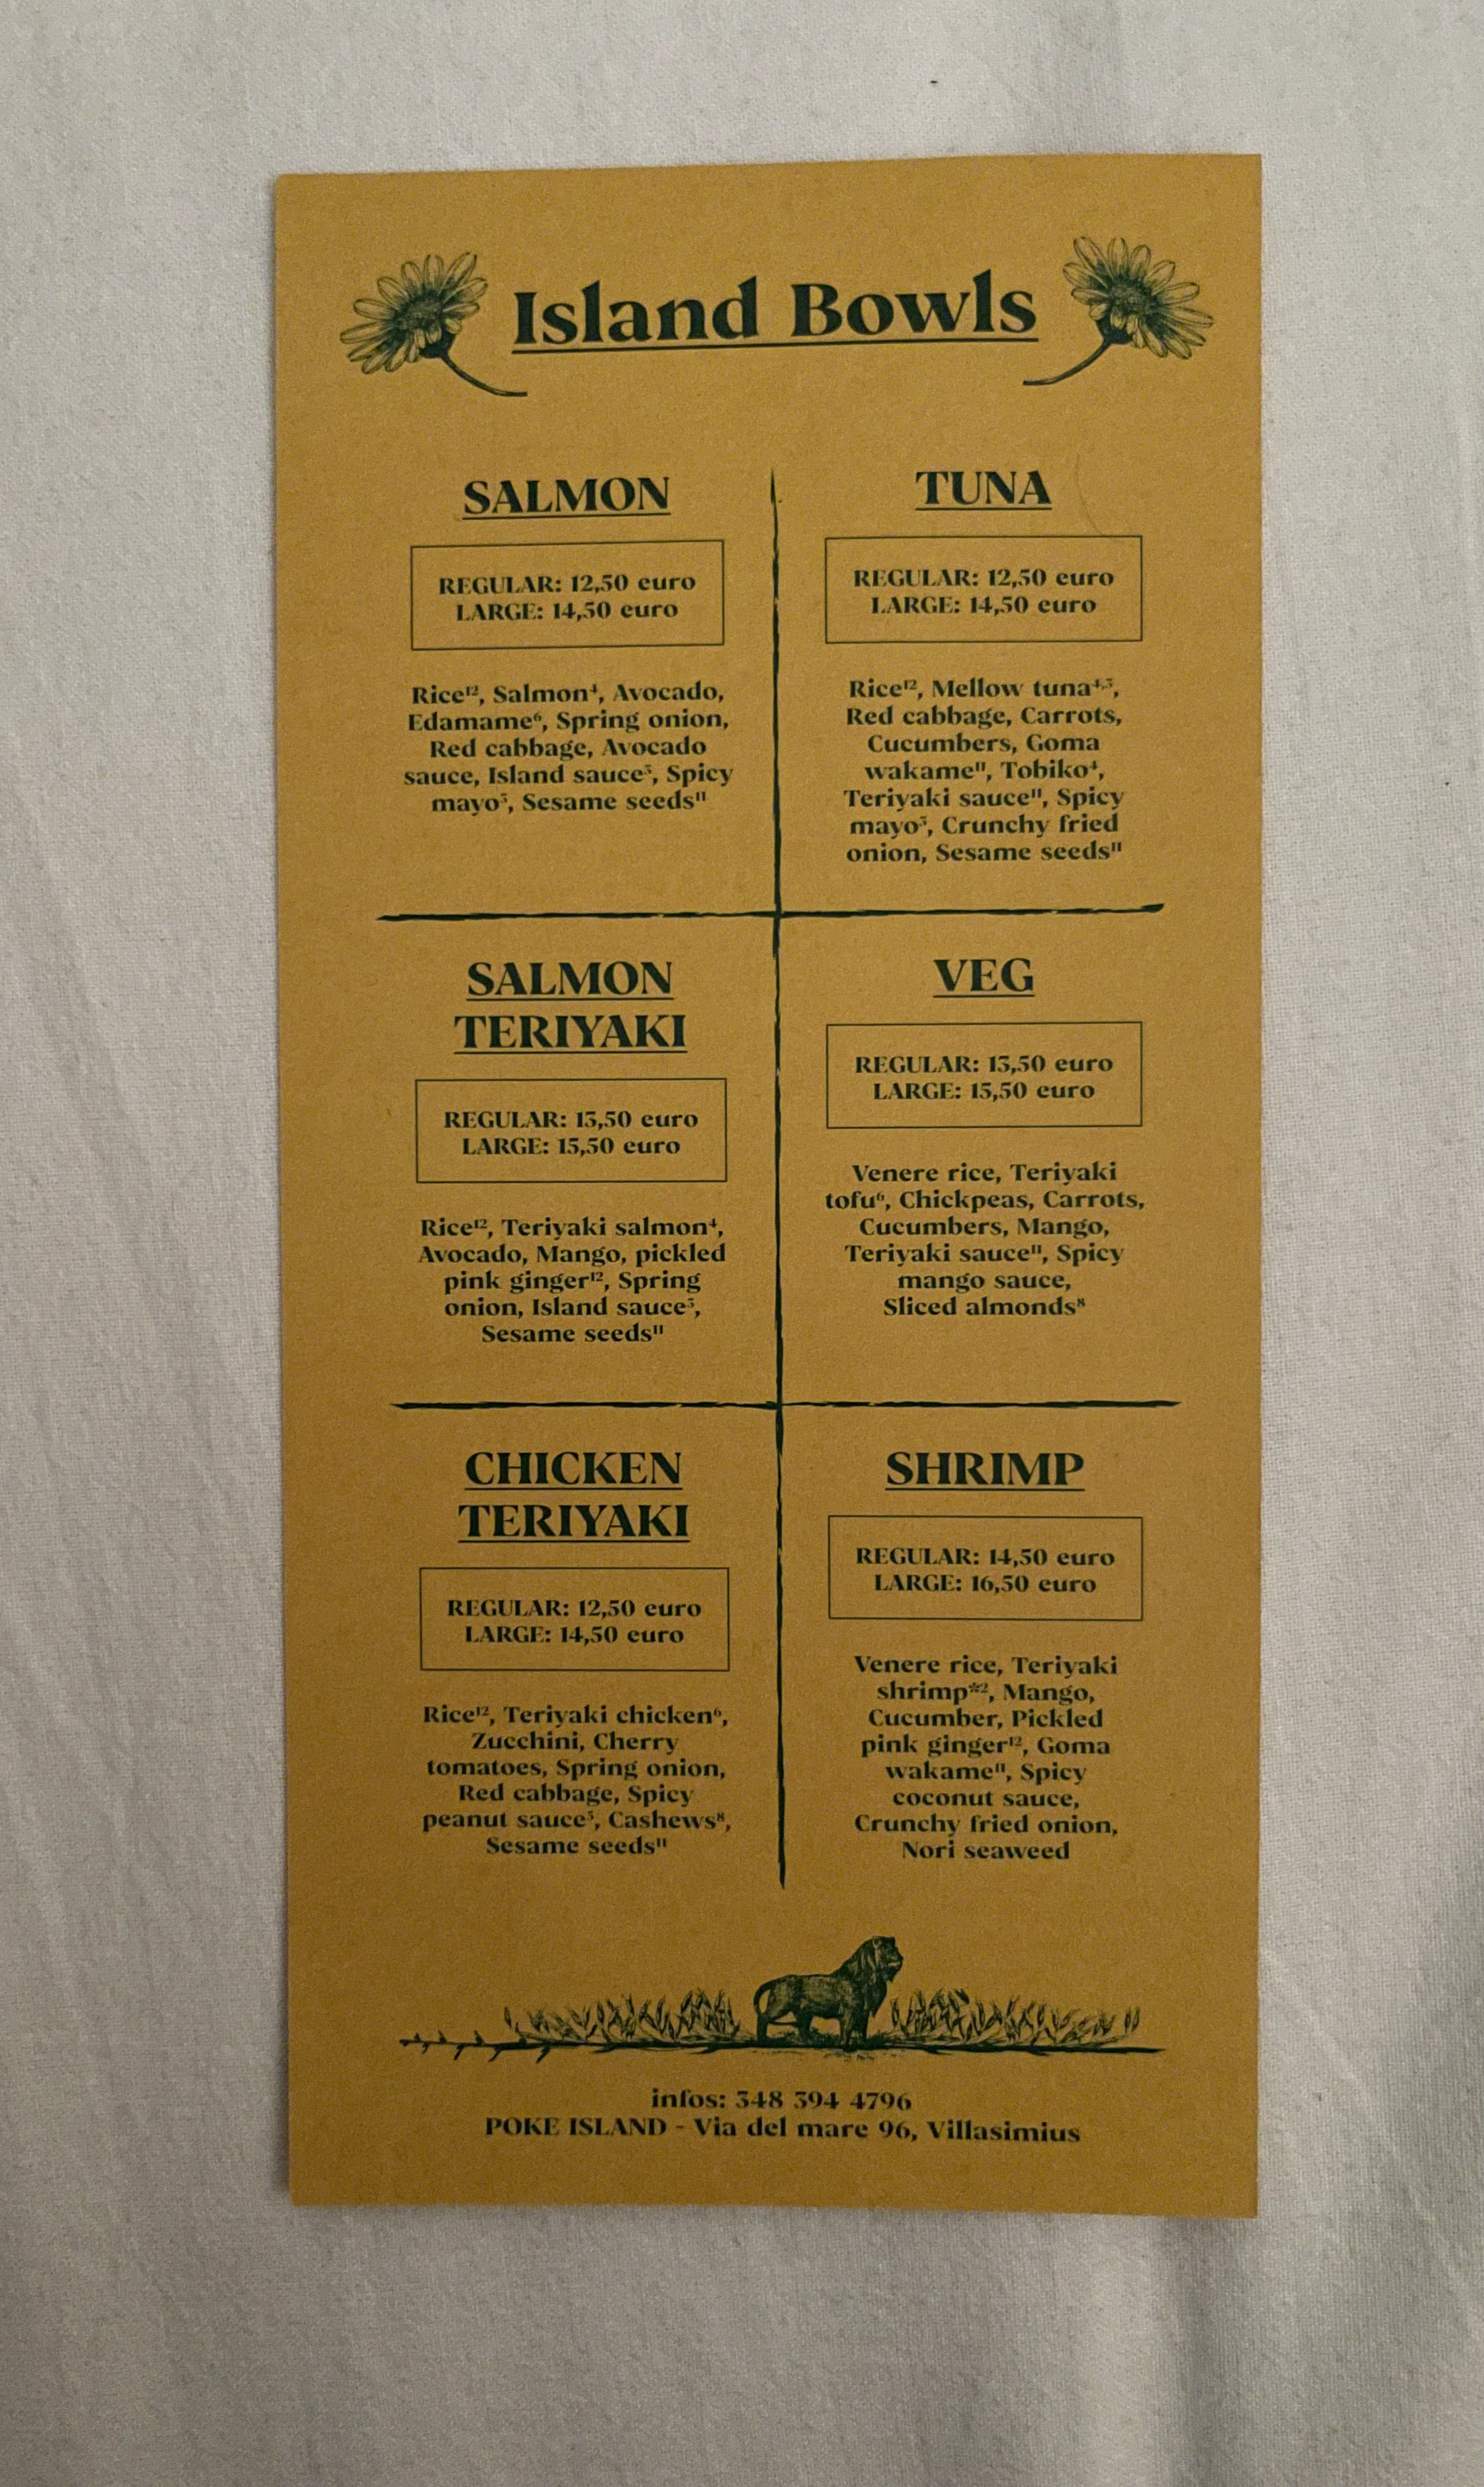 Island Bowls
SALMON
REGULAR: 12,50 euro
LARGE: 14,50 euro
Rice¹², Salmon⁴, Avocado,
Edamame⁶, Spring onion,
Red cabbage, Avocado
sauce, Island sauce³, Spicy
mayo³, Sesame seeds¹¹
TUNA
REGULAR: 12,50 euro
LARGE: 14,50 euro
Rice¹², Mellow tuna⁴,³,
Red cabbage, Carrots,
Cucumbers, Goma
wakame¹¹, Tobiko⁴,
Teriyaki sauce¹¹, Spicy
mayo³, Crunchy fried
onion, Sesame seeds¹¹
SALMON
TERIYAKI
REGULAR: 13,50 euro
LARGE: 15,50 euro
Rice¹², Teriyaki salmon⁴,
Avocado, Mango, pickled
pink ginger¹², Spring
onion, Island sauce³,
Sesame seeds¹¹
VEG
REGULAR: 13,50 euro
LARGE: 15,50 euro
Venere rice, Teriyaki
tofu⁶, Chickpeas, Carrots,
Cucumbers, Mango,
Teriyaki sauce¹¹, Spicy
mango sauce,
Sliced almonds⁸
CHICKEN
TERIYAKI
REGULAR: 12,50 euro
LARGE: 14,50 euro
Rice¹², Teriyaki chicken⁶,
Zucchini, Cherry
tomatoes, Spring onion,
Red cabbage, Spicy
peanut sauce⁵, Cashews⁸,
Sesame seeds¹¹
SHRIMP
REGULAR: 14,50 euro
LARGE: 16,50 euro
Venere rice, Teriyaki
shrimp*², Mango,
Cucumber, Pickled
pink ginger¹², Goma
wakame¹¹, Spicy
coconut sauce,
Crunchy fried onion,
Nori seaweed
infos: 348 394 4796
POKE ISLAND - Via del mare 96, Villasimius